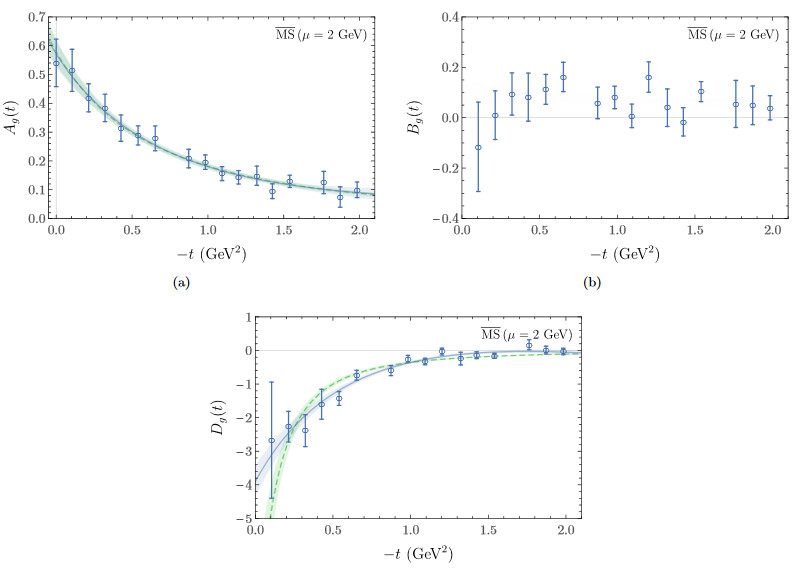 0.7
0.6
0.5
0.4
0.3
0.2
0.1
0.0
A_g(t)
\overline{MS} (μ = 2 GeV)
0.0 0.5 1.0 1.5 2.0
−t (GeV²)
(a)
0.4
0.2
0.0
−0.2
−0.4
B_g(t)
\overline{MS} (μ = 2 GeV)
0.0 0.5 1.0 1.5 2.0
−t (GeV²)
(b)
1
0
−1
−2
−3
−4
−5
D_g(t)
\overline{MS} (μ = 2 GeV)
0.0 0.5 1.0 1.5 2.0
−t (GeV²)